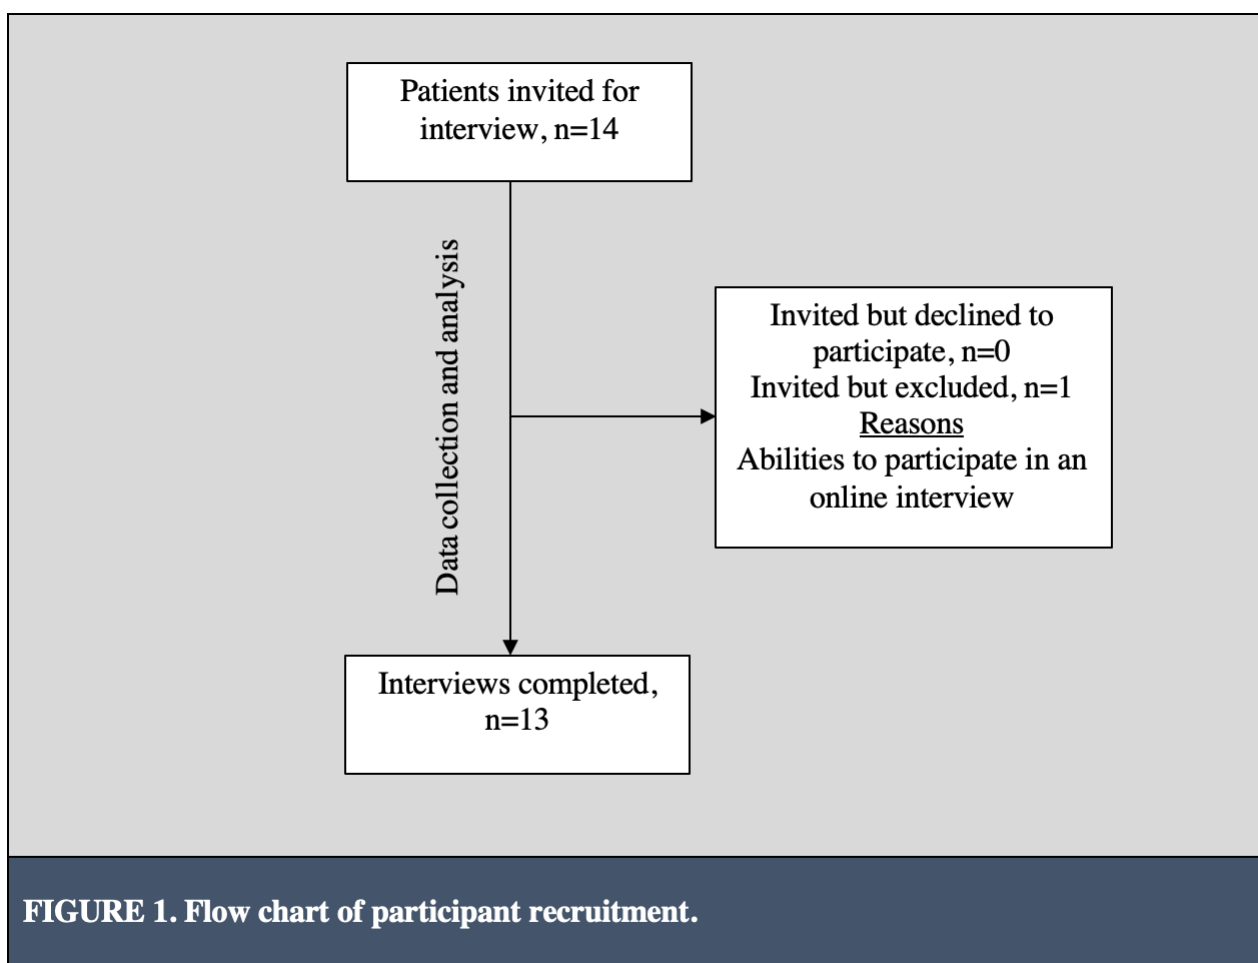 Patients invited for
interview, n=14
Data collection and analysis
Invited but declined to
participate, n=0
Invited but excluded, n=1
Reasons
Abilities to participate in an
online interview
Interviews completed,
n=13
FIGURE 1. Flow chart of participant recruitment.